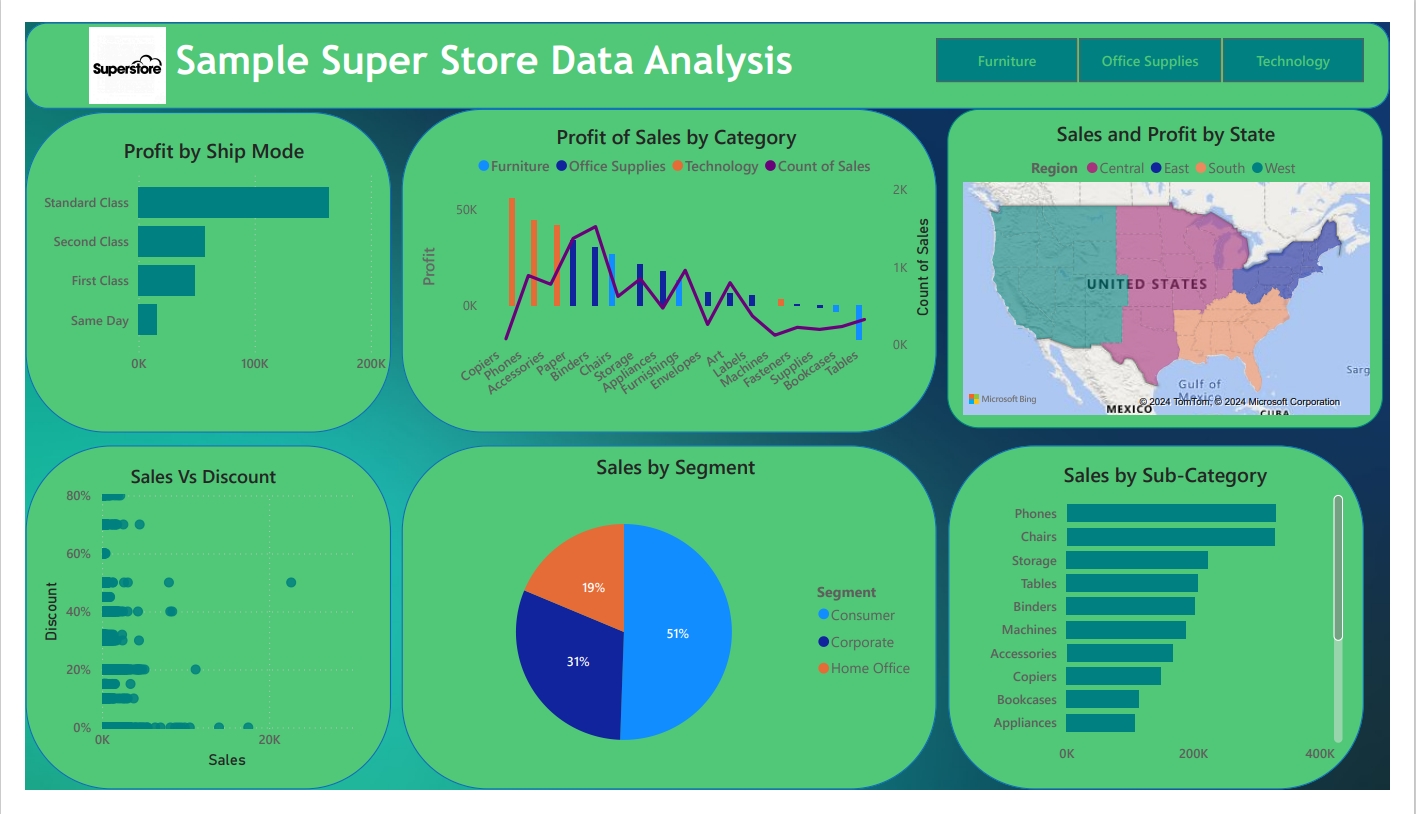 Superstore
Sample Super Store Data Analysis
Furniture
Office Supplies
Technology
Profit by Ship Mode
Standard Class
Second Class
First Class
Same Day
0K 100K 200K
Profit of Sales by Category
Furniture Office Supplies Technology Count of Sales
50K
0K
Profit
2K
1K
0K
Count of Sales
Copiers
Phones
Accessories
Paper
Binders
Chairs
Storage
Appliances
Furnishings
Envelopes
Art
Labels
Machines
Fasteners
Supplies
Bookcases
Tables
Sales and Profit by State
Region Central East South West
UNITED STATES
Sarg
Gulf of
Mexico
Microsoft Bing
© 2024 TomTom, © 2024 Microsoft Corporation
MEXICO
CUBA
Sales Vs Discount
80%
60%
40%
20%
0%
Discount
0K 20K
Sales
Sales by Segment
19%
51%
31%
Segment
Consumer
Corporate
Home Office
Sales by Sub-Category
Phones
Chairs
Storage
Tables
Binders
Machines
Accessories
Copiers
Bookcases
Appliances
0K 200K 400K